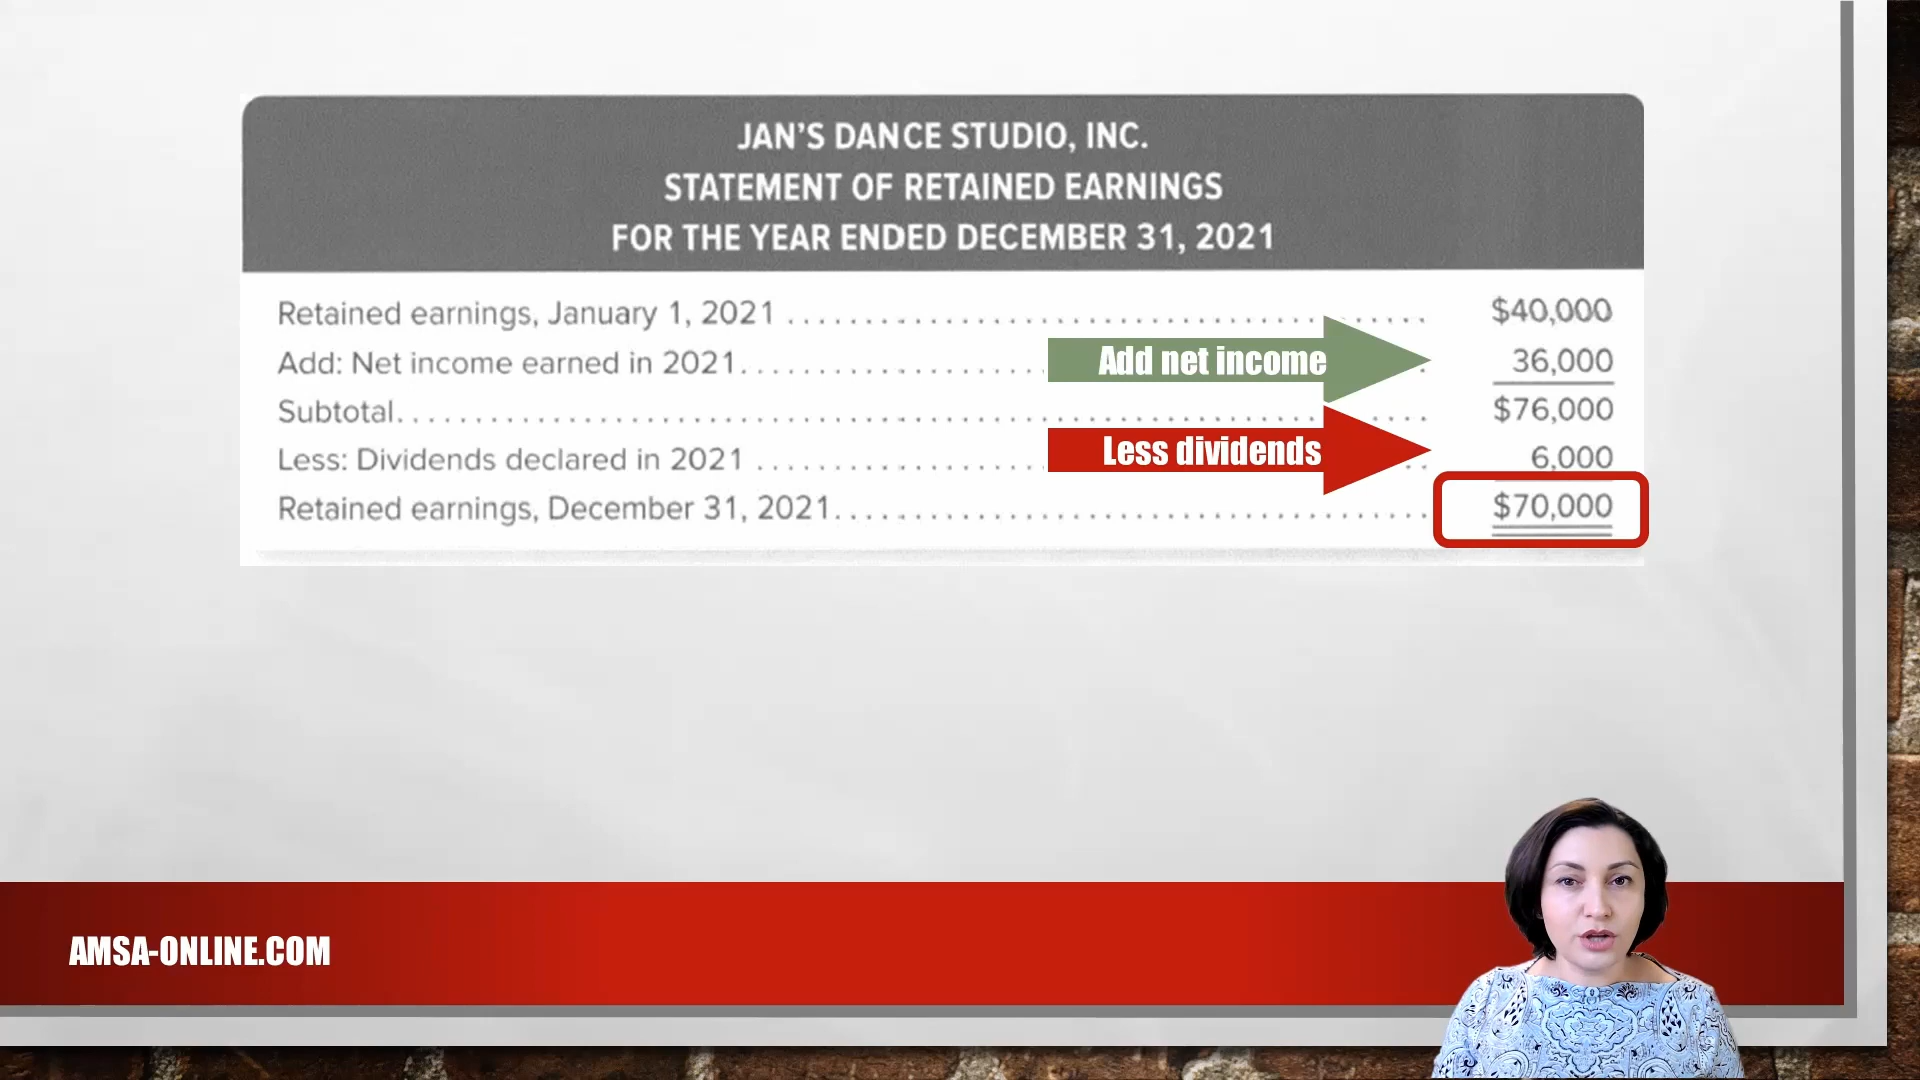 JAN'S DANCE STUDIO, INC.
STATEMENT OF RETAINED EARNINGS
FOR THE YEAR ENDED DECEMBER 31, 2021
Retained earnings, January 1, 2021 $40,000
Add: Net income earned in 2021 Add net income 36,000
Subtotal $76,000
Less: Dividends declared in 2021 Less dividends 6,000
Retained earnings, December 31, 2021 $70,000
AMSA-ONLINE.COM